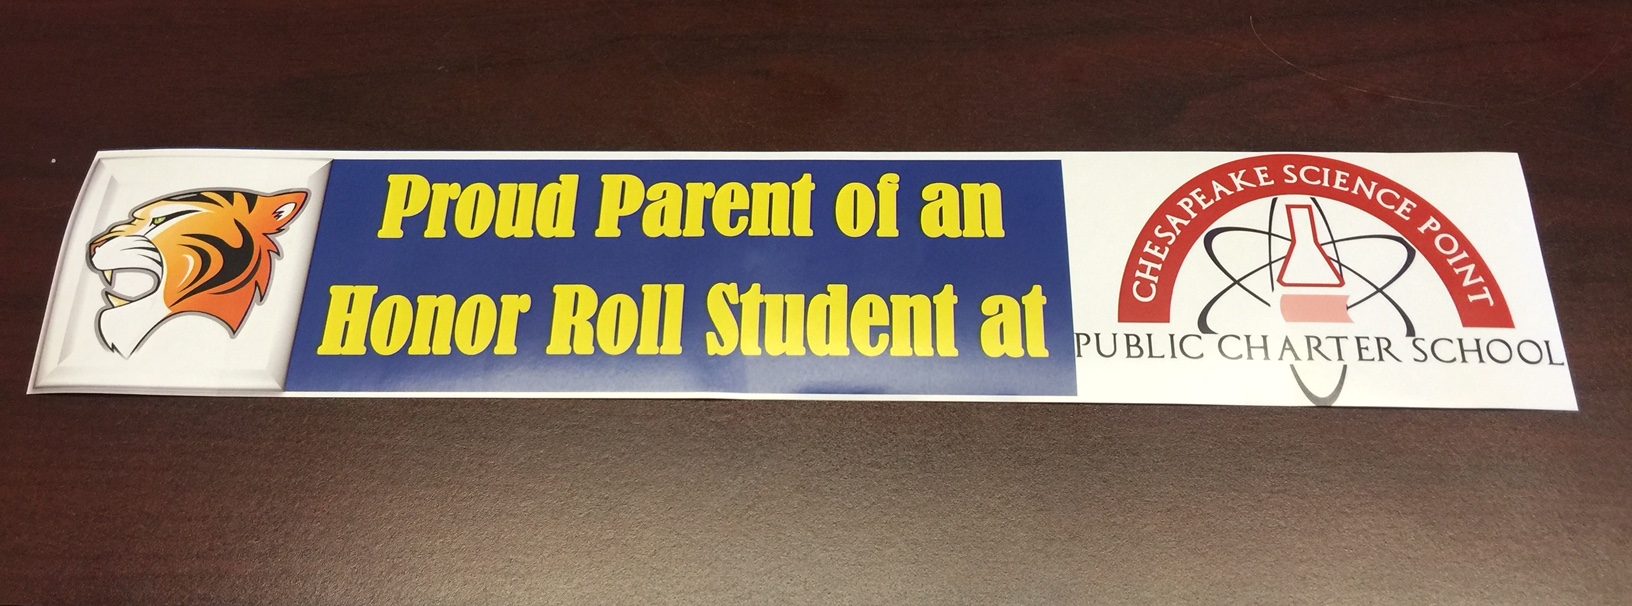 Proud Parent of an
Honor Roll Student at
CHESAPEAKE SCIENCE POINT
PUBLIC CHARTER SCHOOL